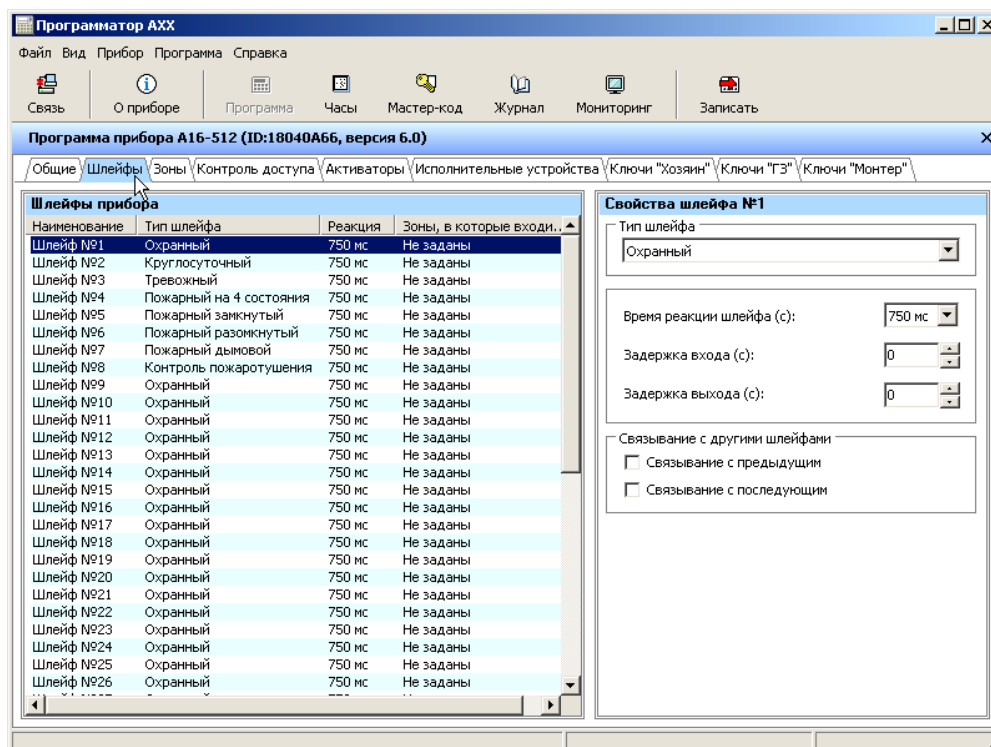 Программатор АХХ
Файл Вид Прибор Программа Справка
Связь О приборе Программа Часы Мастер-код Журнал Мониторинг Записать
Программа прибора А16-512 (ID:18040A66, версия 6.0)
Общие Шлейфы Зоны Контроль доступа Активаторы Исполнительные устройства Ключи "Хозяин" Ключи "ГЗ" Ключи "Монтер"
Шлейфы прибора
Наименование Тип шлейфа Реакция Зоны, в которые входи...
Шлейф №1 Охранный 750 мс Не заданы
Шлейф №2 Круглосуточный 750 мс Не заданы
Шлейф №3 Тревожный 750 мс Не заданы
Шлейф №4 Пожарный на 4 состояния 750 мс Не заданы
Шлейф №5 Пожарный замкнутый 750 мс Не заданы
Шлейф №6 Пожарный разомкнутый 750 мс Не заданы
Шлейф №7 Пожарный дымовой 750 мс Не заданы
Шлейф №8 Контроль пожаротушения 750 мс Не заданы
Шлейф №9 Охранный 750 мс Не заданы
Шлейф №10 Охранный 750 мс Не заданы
Шлейф №11 Охранный 750 мс Не заданы
Шлейф №12 Охранный 750 мс Не заданы
Шлейф №13 Охранный 750 мс Не заданы
Шлейф №14 Охранный 750 мс Не заданы
Шлейф №15 Охранный 750 мс Не заданы
Шлейф №16 Охранный 750 мс Не заданы
Шлейф №17 Охранный 750 мс Не заданы
Шлейф №18 Охранный 750 мс Не заданы
Шлейф №19 Охранный 750 мс Не заданы
Шлейф №20 Охранный 750 мс Не заданы
Шлейф №21 Охранный 750 мс Не заданы
Шлейф №22 Охранный 750 мс Не заданы
Шлейф №23 Охранный 750 мс Не заданы
Шлейф №24 Охранный 750 мс Не заданы
Шлейф №25 Охранный 750 мс Не заданы
Шлейф №26 Охранный 750 мс Не заданы
Свойства шлейфа №1
Тип шлейфа
Охранный
Время реакции шлейфа (с): 750 мс
Задержка входа (с): 0
Задержка выхода (с): 0
Связывание с другими шлейфами
Связывание с предыдущим
Связывание с последующим